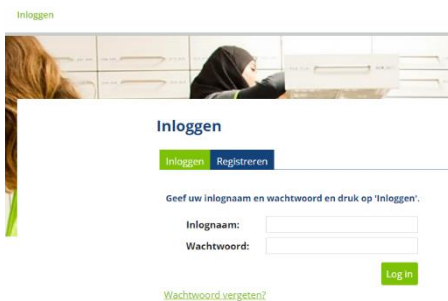 Inloggen
Inloggen
Inloggen Registreren
Geef uw inlognaam en wachtwoord en druk op 'Inloggen'.
Inlognaam:
Wachtwoord:
Log in
Wachtwoord vergeten?